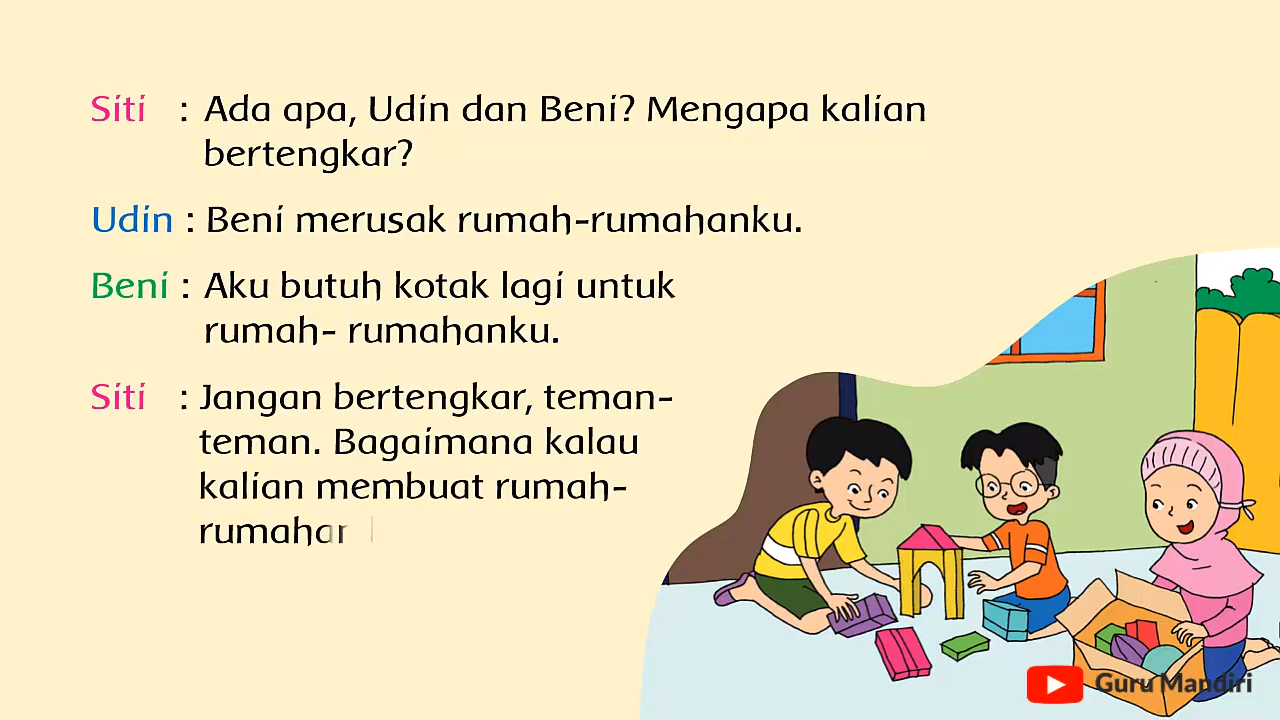 Siti : Ada apa, Udin dan Beni? Mengapa kalian
bertengkar?
Udin : Beni merusak rumah-rumahanku.
Beni : Aku butuh kotak lagi untuk
rumah- rumahanku.
Siti : Jangan bertengkar, teman-
teman. Bagaimana kalau
kalian membuat rumah-
Guru Mandiri